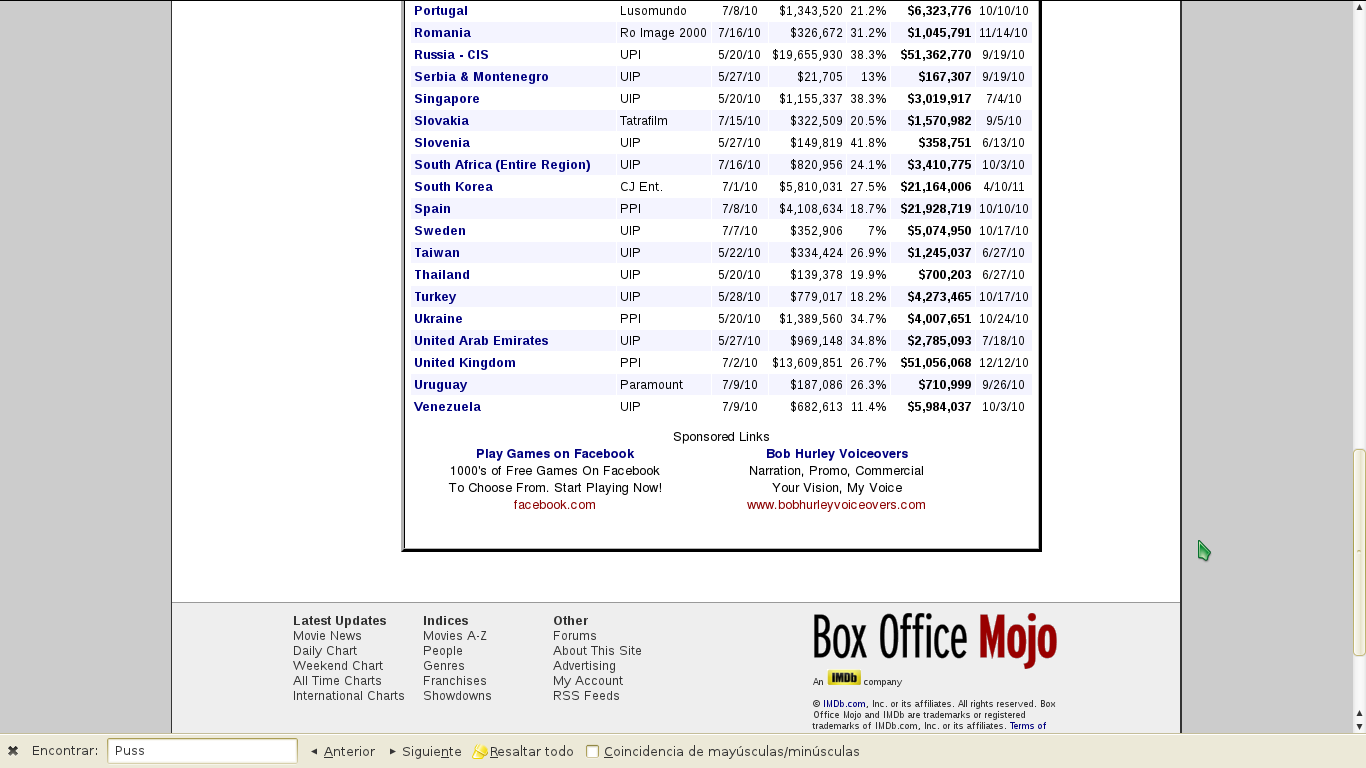 Portugal Lusomundo 7/8/10 $1,343,520 21.2% $6,323,776 10/10/10
Romania Ro Image 2000 7/16/10 $326,672 31.2% $1,045,791 11/14/10
Russia - CIS UPI 5/20/10 $19,655,930 38.3% $51,362,770 9/19/10
Serbia & Montenegro UIP 5/27/10 $21,705 13% $167,307 9/19/10
Singapore UIP 5/20/10 $1,155,337 38.3% $3,019,917 7/4/10
Slovakia Tatrafilm 7/15/10 $322,509 20.5% $1,570,982 9/5/10
Slovenia UIP 5/27/10 $149,819 41.8% $358,751 6/13/10
South Africa (Entire Region) UIP 7/16/10 $820,956 24.1% $3,410,775 10/3/10
South Korea CJ Ent. 7/1/10 $5,810,031 27.5% $21,164,006 4/10/11
Spain PPI 7/8/10 $4,108,634 18.7% $21,928,719 10/10/10
Sweden UIP 7/7/10 $352,906 7% $5,074,950 10/17/10
Taiwan UIP 5/22/10 $334,424 26.9% $1,245,037 6/27/10
Thailand UIP 5/20/10 $139,378 19.9% $700,203 6/27/10
Turkey UIP 5/28/10 $779,017 18.2% $4,273,465 10/17/10
Ukraine PPI 5/20/10 $1,389,560 34.7% $4,007,651 10/24/10
United Arab Emirates UIP 5/27/10 $969,148 34.8% $2,785,093 7/18/10
United Kingdom PPI 7/2/10 $13,609,851 26.7% $51,056,068 12/12/10
Uruguay Paramount 7/9/10 $187,086 26.3% $710,999 9/26/10
Venezuela UIP 7/9/10 $682,613 11.4% $5,984,037 10/3/10
Sponsored Links
Play Games on Facebook
1000's of Free Games On Facebook
To Choose From. Start Playing Now!
facebook.com
Bob Hurley Voiceovers
Narration, Promo, Commercial
Your Vision, My Voice
www.bobhurleyvoiceovers.com
Latest Updates
Movie News
Daily Chart
Weekend Chart
All Time Charts
International Charts
Indices
Movies A-Z
People
Genres
Franchises
Showdowns
Other
Forums
About This Site
Advertising
My Account
RSS Feeds
Box Office Mojo
An IMDb company
© IMDb.com, Inc. or its affiliates. All rights reserved. Box
Office Mojo and IMDb are trademarks or registered
trademarks of IMDb.com, Inc. or its affiliates. Terms of
Encontrar: Puss Anterior Siguiente Resaltar todo Coincidencia de mayúsculas/minúsculas